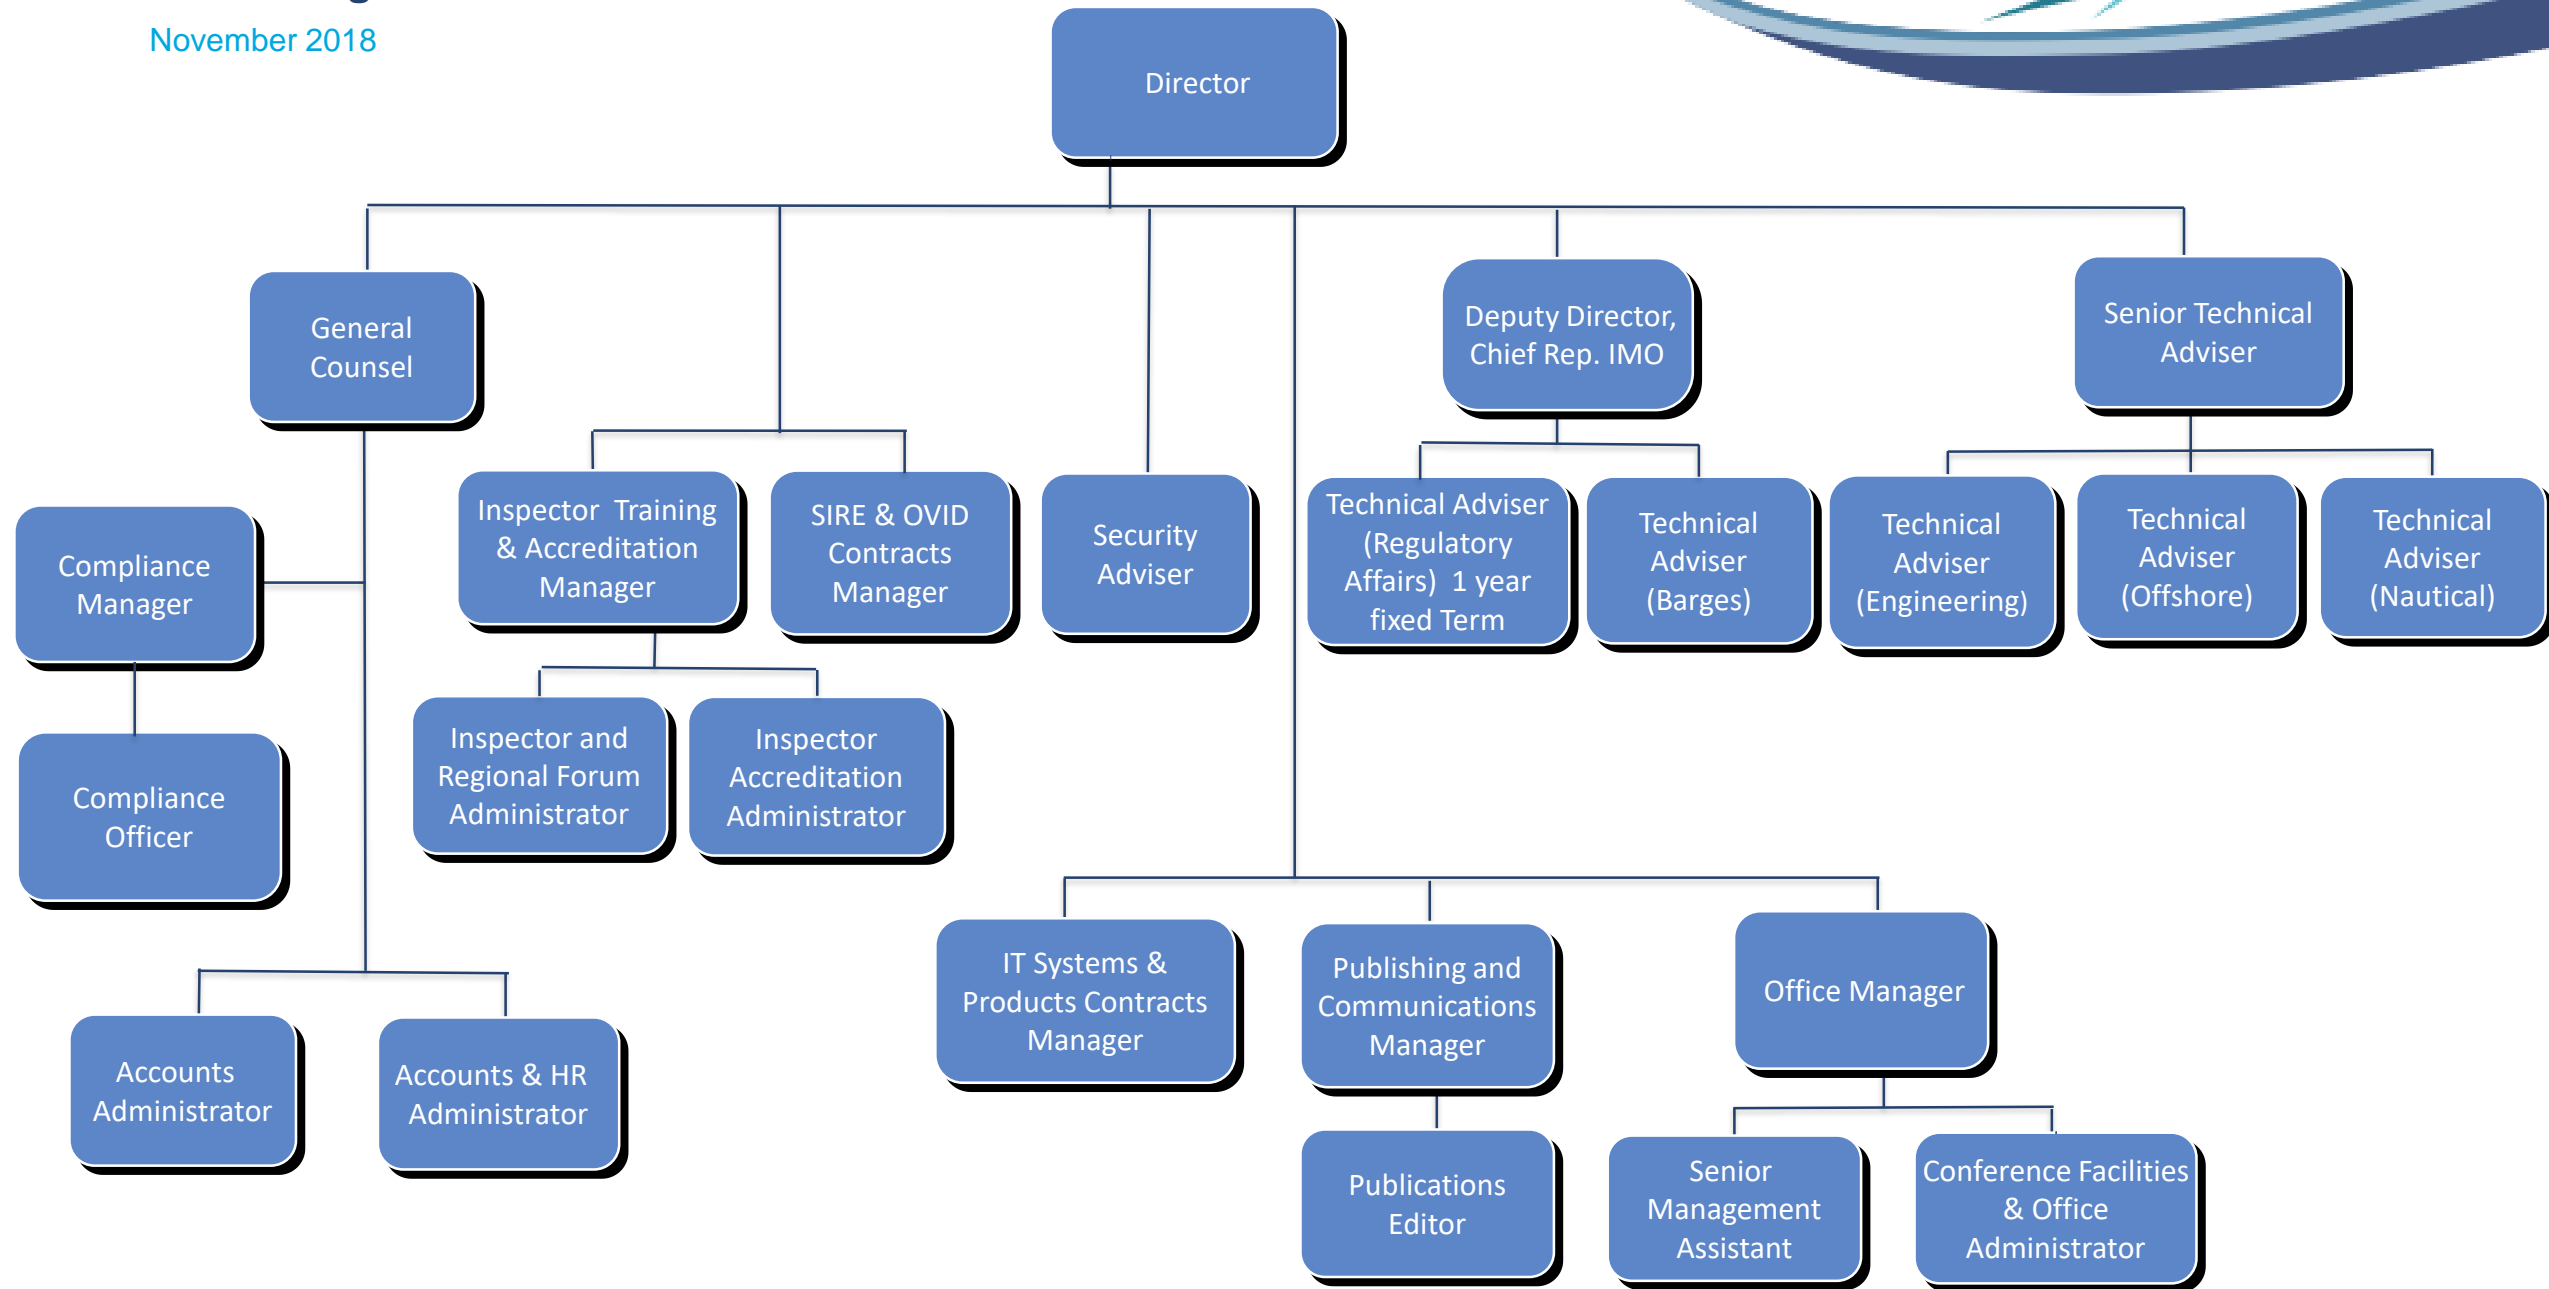 November 2018
Director
General
Counsel
Deputy Director,
Chief Rep. IMO
Senior Technical
Adviser
Compliance
Manager
Inspector  Training
& Accreditation
Manager
SIRE & OVID
Contracts
Manager
Security
Adviser
Technical Adviser
(Regulatory
Affairs)  1 year
fixed Term
Technical
Adviser
(Barges)
Technical
Adviser
(Engineering)
Technical
Adviser
(Offshore)
Technical
Adviser
(Nautical)
Compliance
Officer
Inspector and
Regional Forum
Administrator
Inspector
Accreditation
Administrator
IT Systems &
Products Contracts
Manager
Publishing and
Communications
Manager
Office Manager
Accounts
Administrator
Accounts & HR
Administrator
Publications
Editor
Senior
Management
Assistant
Conference Facilities
& Office
Administrator